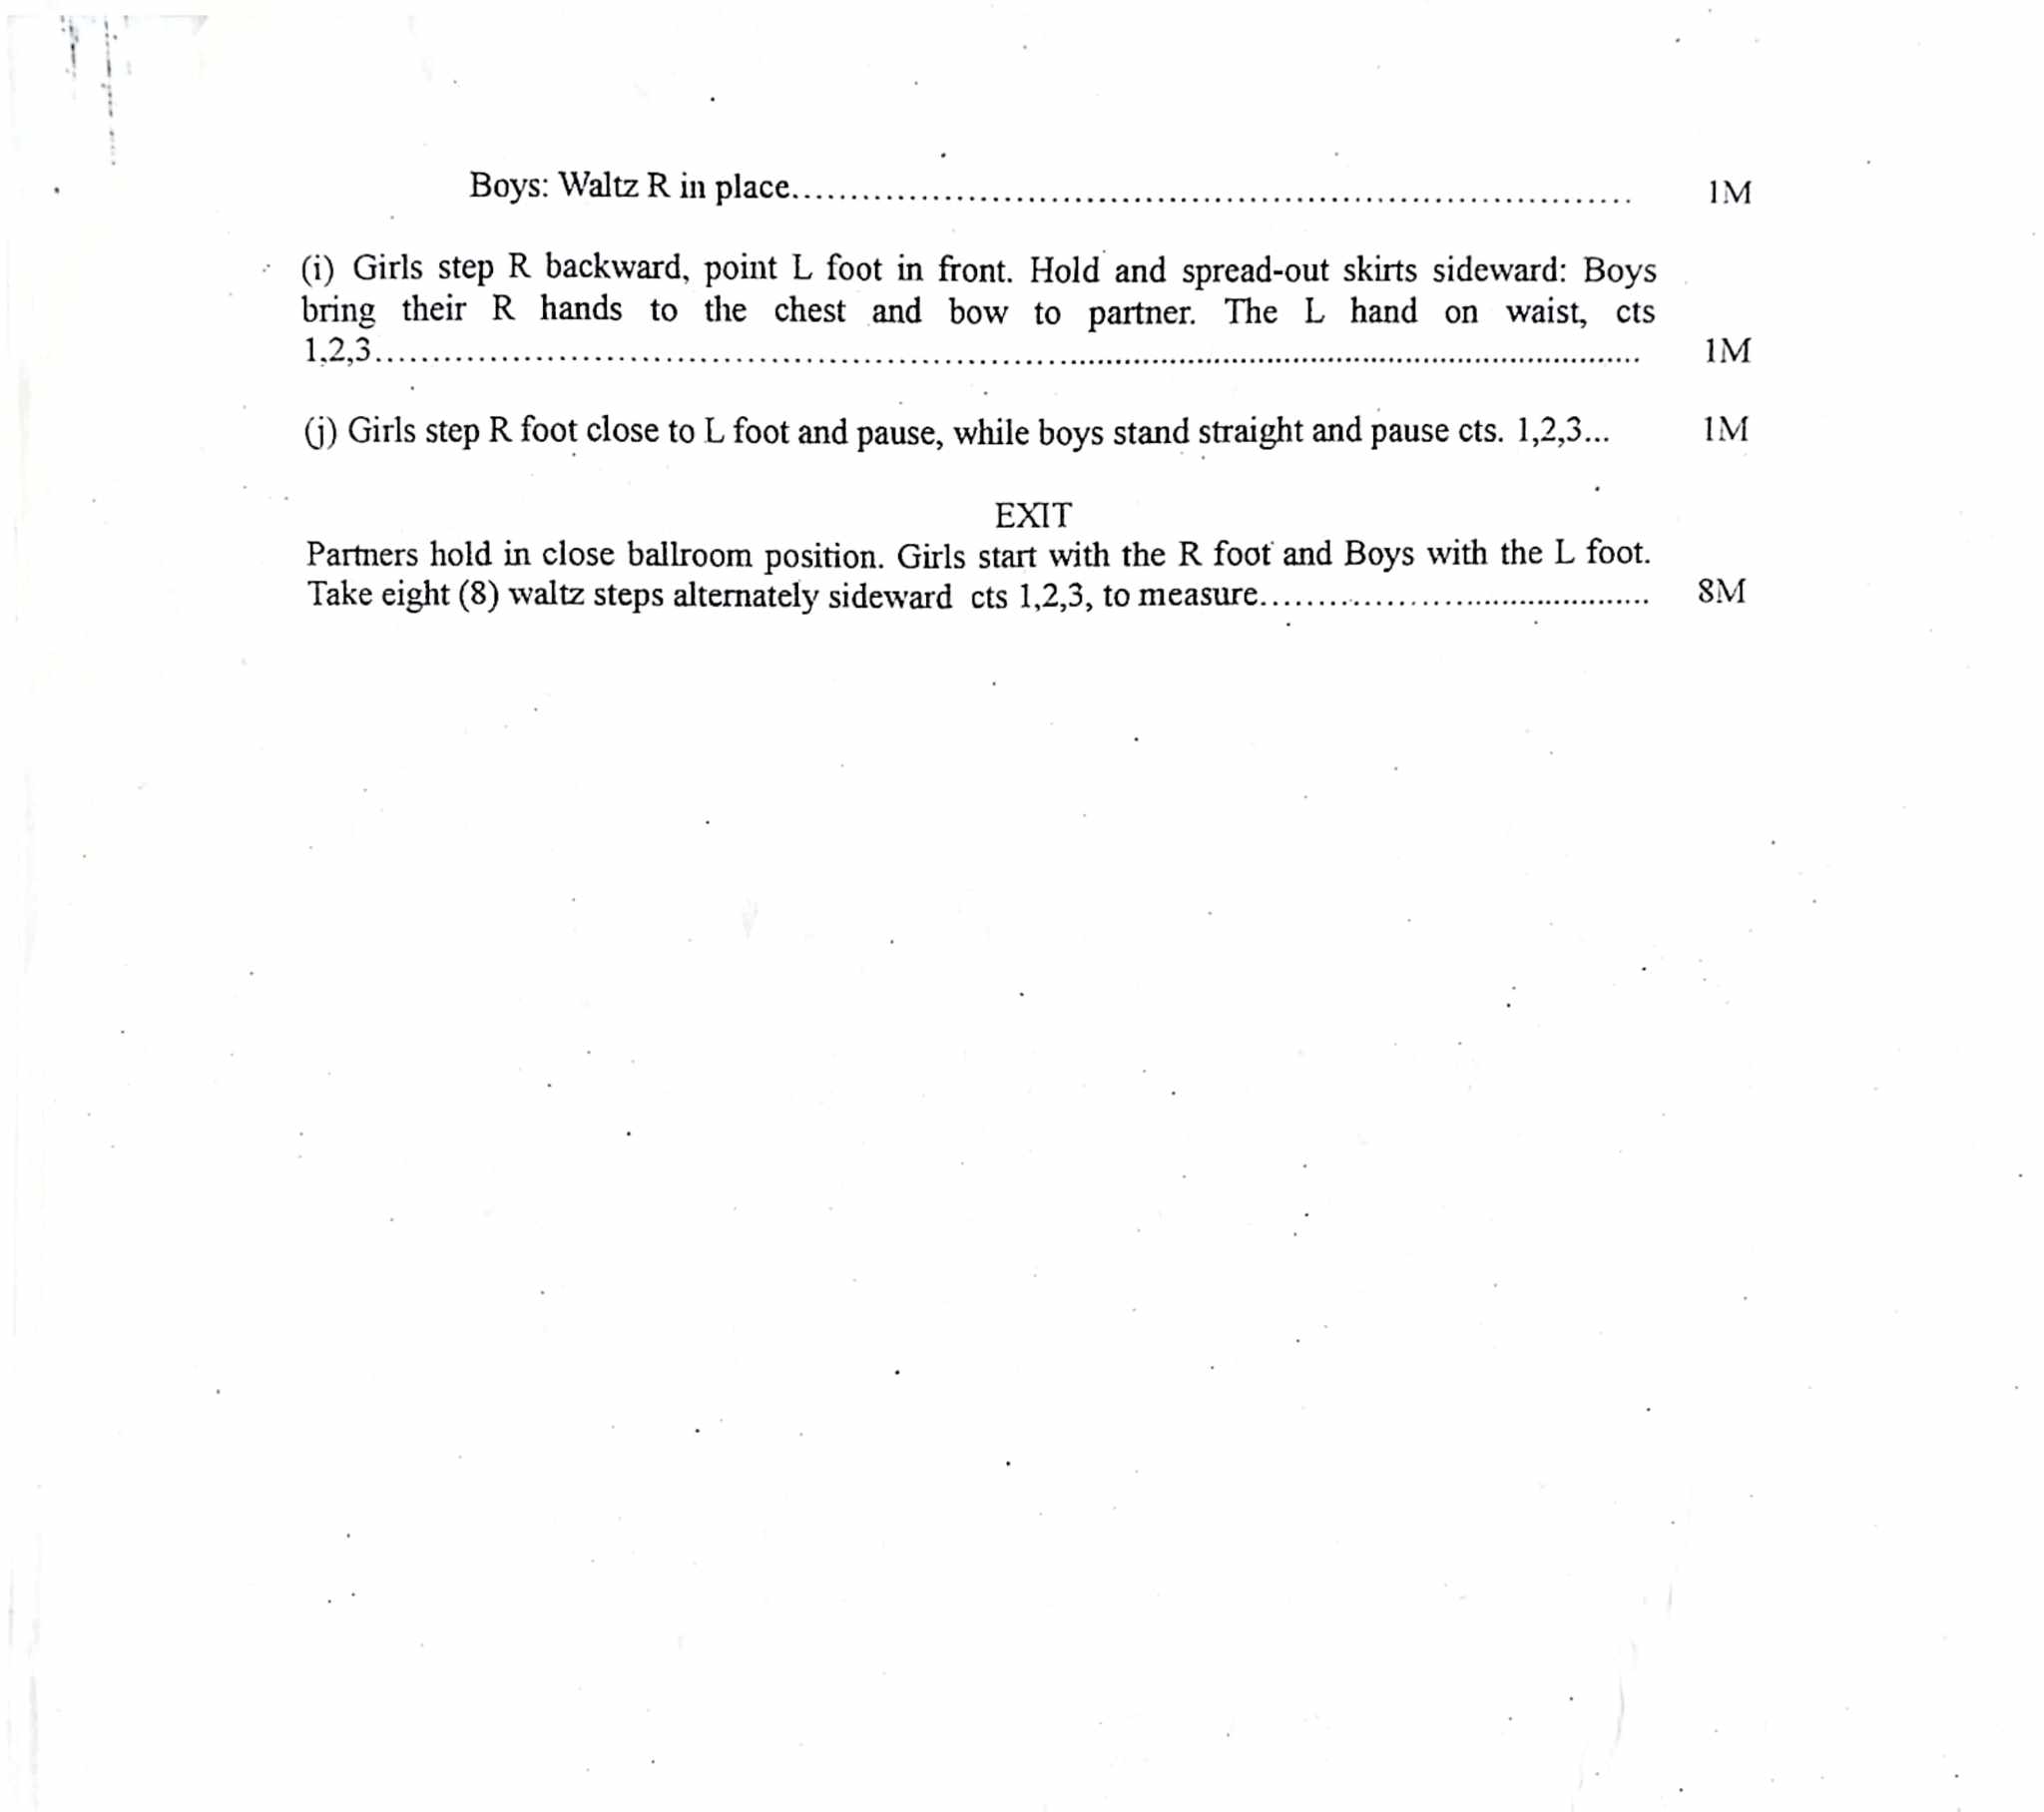 Boys: Waltz R in place........................................................................ 1M
(i) Girls step R backward, point L foot in front. Hold and spread-out skirts sideward: Boys
bring their R hands to the chest and bow to partner. The L hand on waist, cts
1,2,3........................................................................ 1M
(j) Girls step R foot close to L foot and pause, while boys stand straight and pause cts. 1,2,3... 1M
EXIT
Partners hold in close ballroom position. Girls start with the R foot and Boys with the L foot.
Take eight (8) waltz steps alternately sideward cts 1,2,3, to measure........................................ 8M